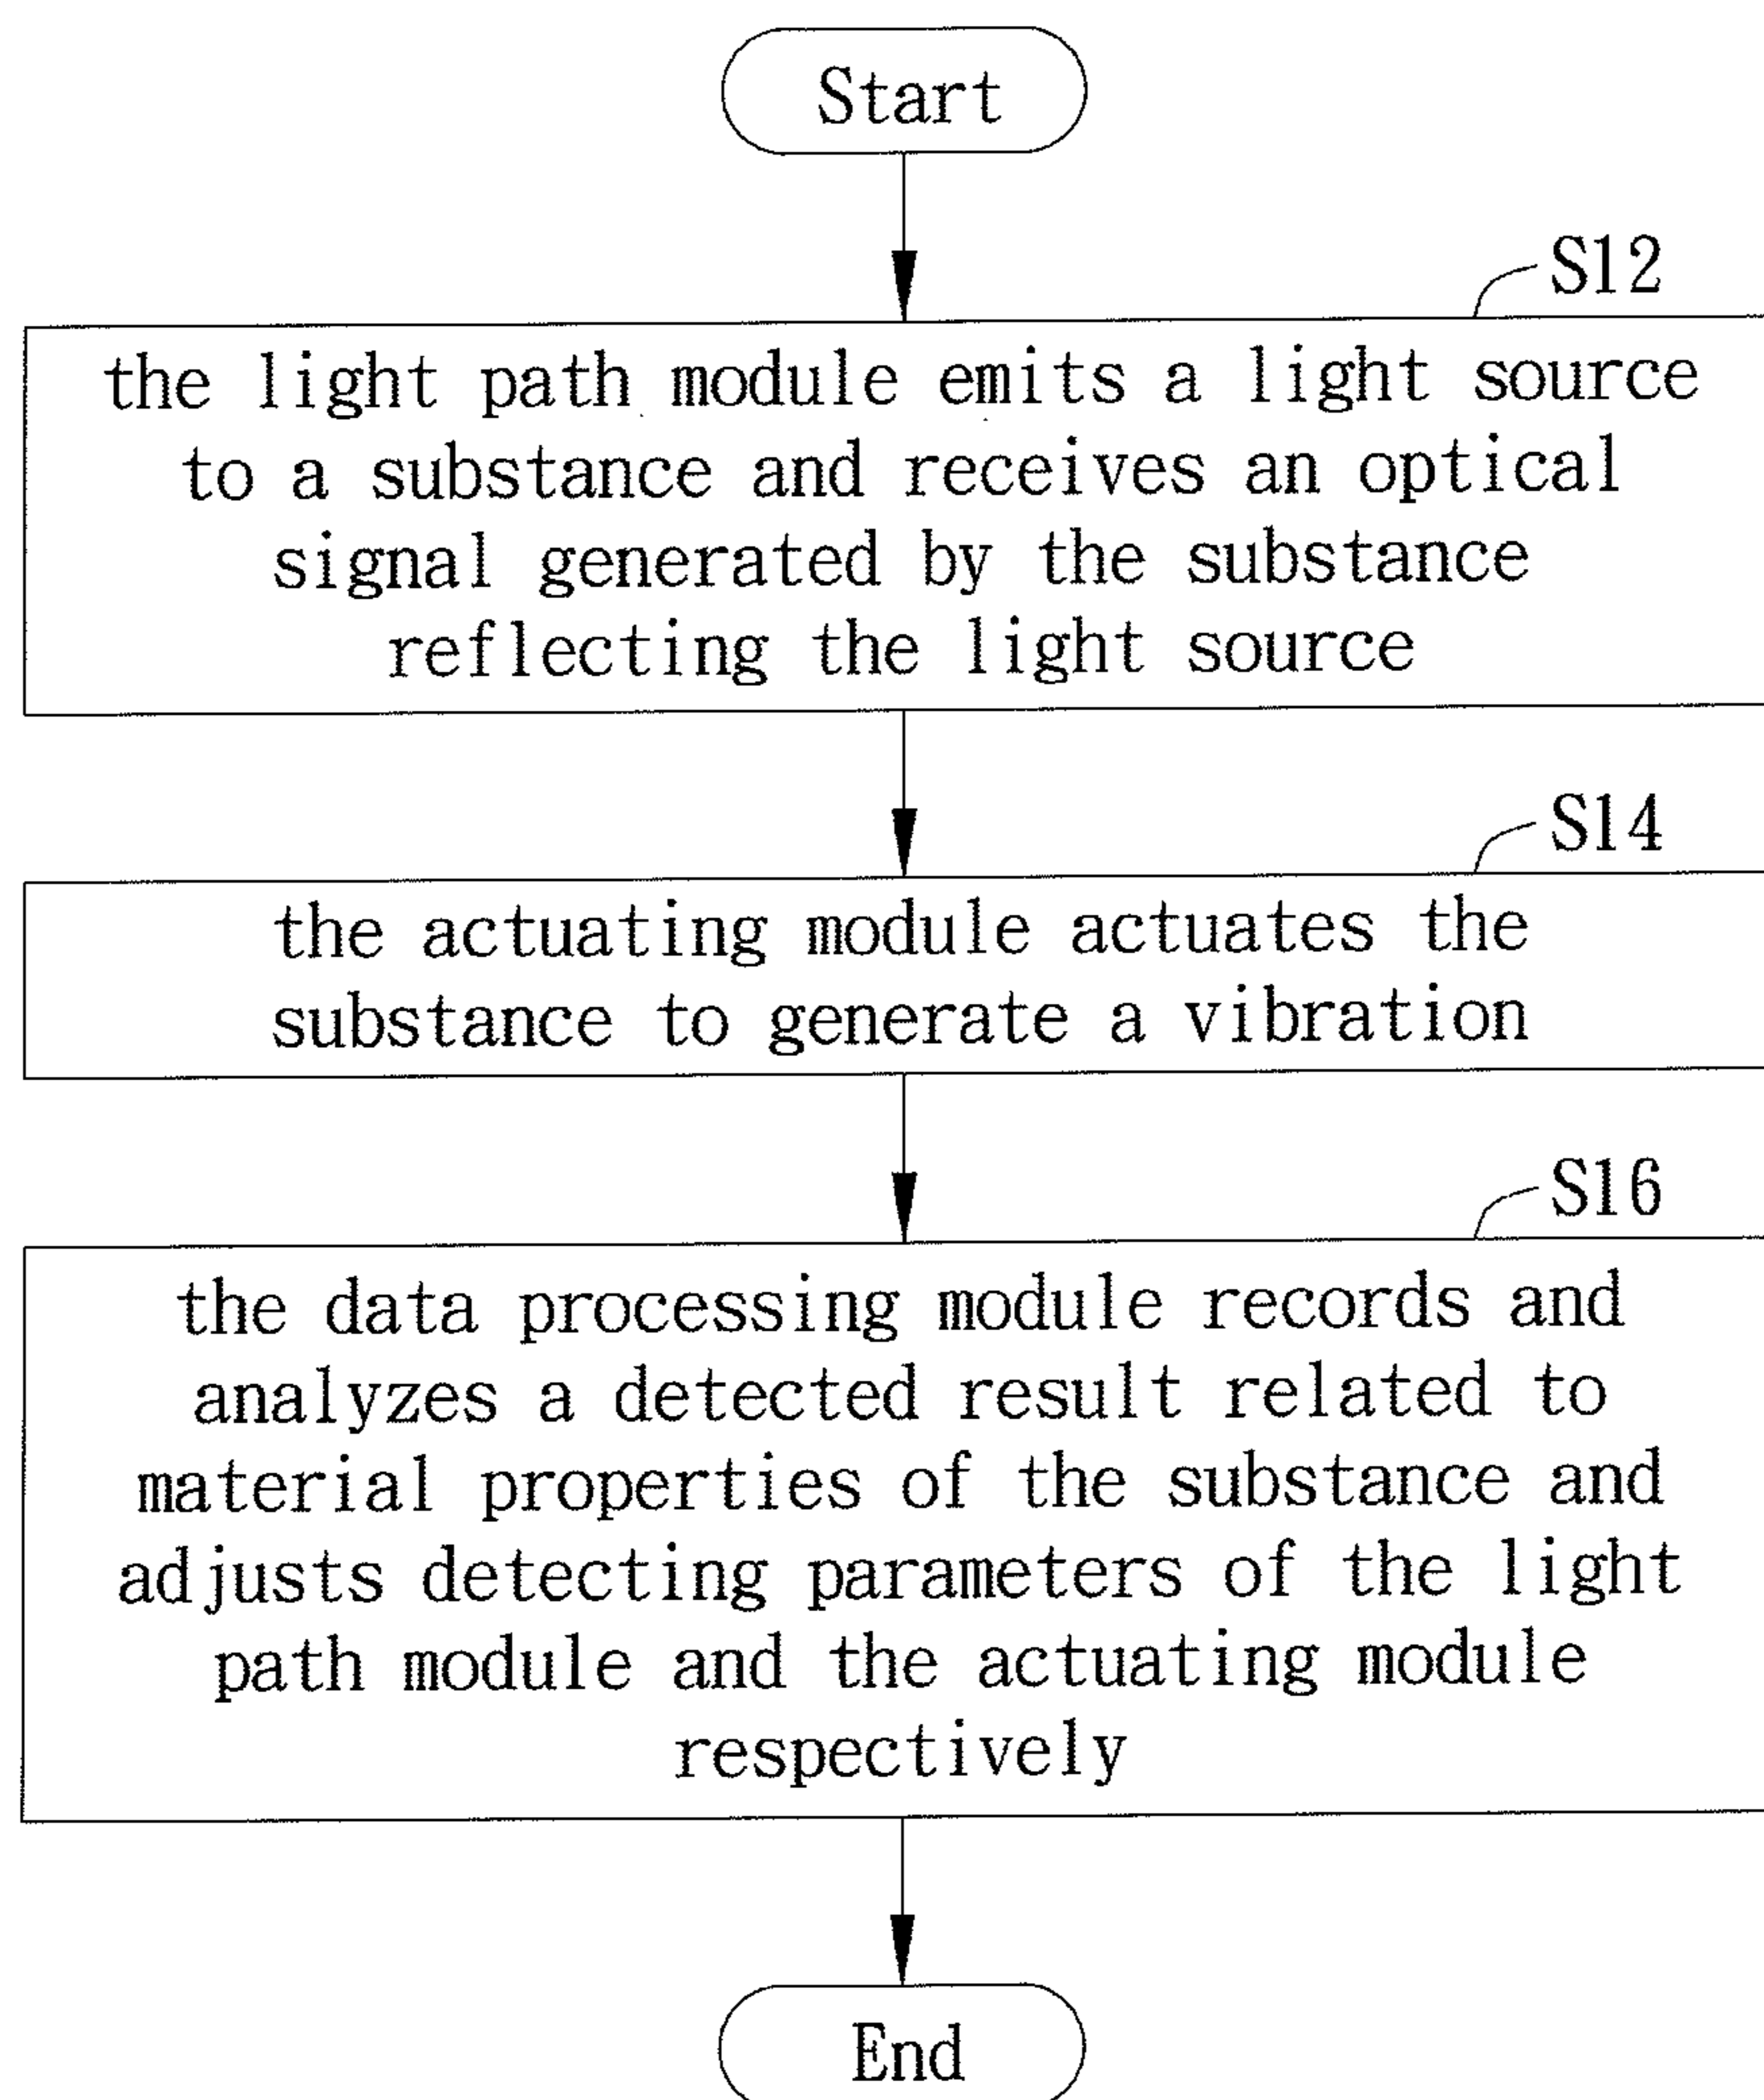 Start
S12
the light path module emits a light source
to a substance and receives an optical
signal generated by the substance
reflecting the light source
S14
the actuating module actuates the
substance to generate a vibration
S16
the data processing module records and
analyzes a detected result related to
material properties of the substance and
adjusts detecting parameters of the light
path module and the actuating module
respectively
End